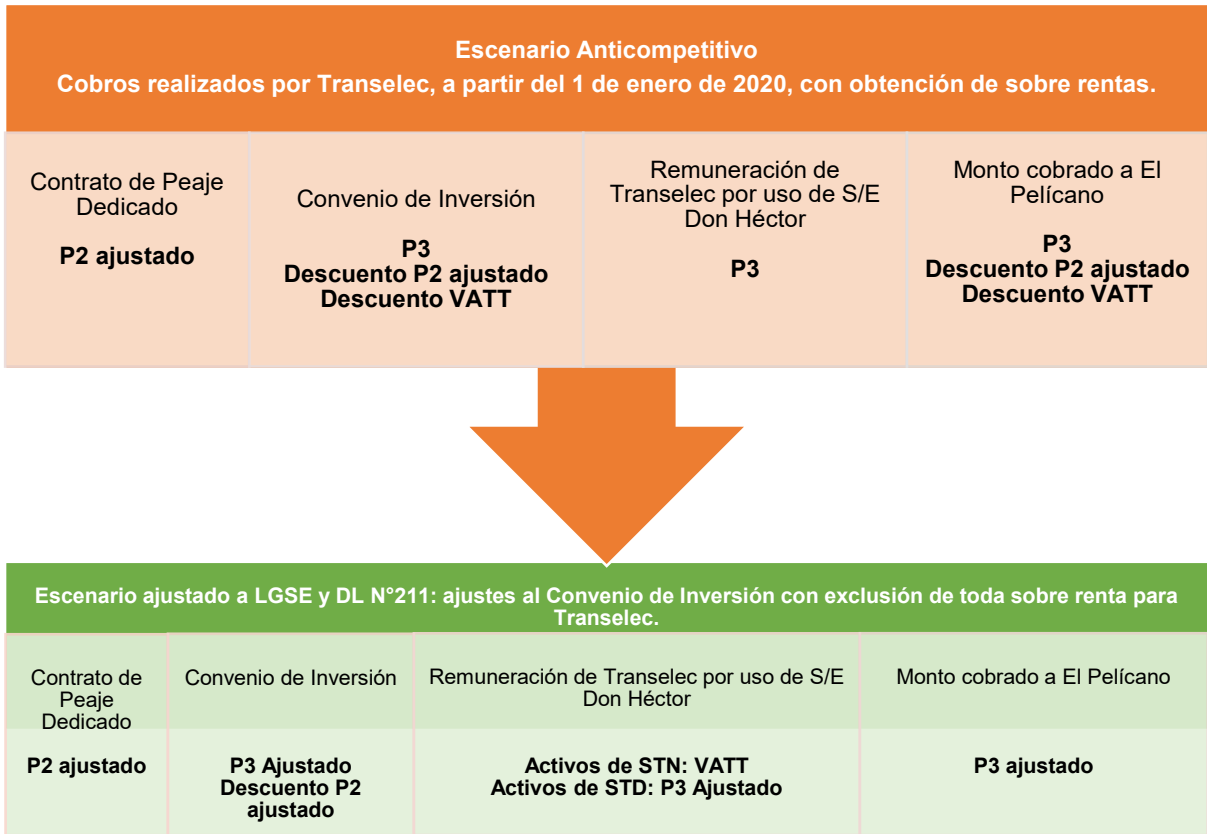 Escenario Anticompetitivo
Cobros realizados por Transelec, a partir del 1 de enero de 2020, con obtención de sobre rentas.
Contrato de Peaje
Dedicado
P2 ajustado
Convenio de Inversión
P3
Descuento P2 ajustado
Descuento VATT
Remuneración de
Transelec por uso de S/E
Don Héctor
P3
Monto cobrado a El
Pelícano
P3
Descuento P2 ajustado
Descuento VATT
Escenario ajustado a LGSE y DL N°211: ajustes al Convenio de Inversión con exclusión de toda sobre renta para
Transelec.
Contrato de
Peaje
Dedicado
Convenio de Inversión
Remuneración de Transelec por uso de S/E
Don Héctor
Monto cobrado a El Pelícano
P2 ajustado
P3 Ajustado
Descuento P2
ajustado
Activos de STN: VATT
Activos de STD: P3 Ajustado
P3 ajustado